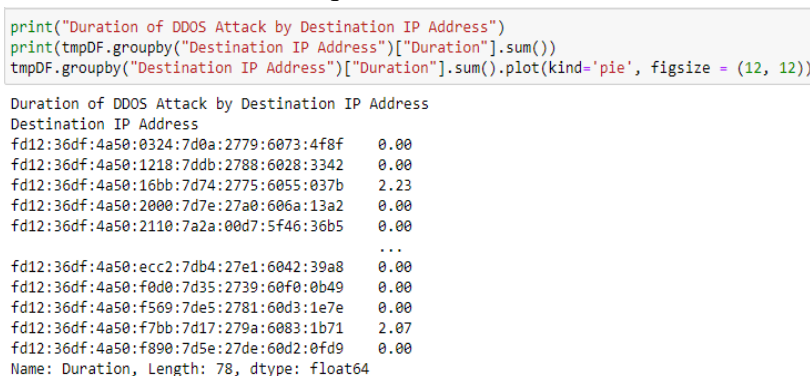 print("Duration of DDOS Attack by Destination IP Address")
print(tmpDF.groupby("Destination IP Address")["Duration"].sum())
tmpDF.groupby("Destination IP Address")["Duration"].sum().plot(kind='pie', figsize = (12, 12))
Duration of DDOS Attack by Destination IP Address
Destination IP Address
fd12:36df:4a50:0324:7d0a:2779:6073:4f8f 0.00
fd12:36df:4a50:1218:7ddb:2788:6028:3342 0.00
fd12:36df:4a50:16bb:7d74:2775:6055:037b 2.23
fd12:36df:4a50:2000:7d7e:27a0:606a:13a2 0.00
fd12:36df:4a50:2110:7a2a:00d7:5f46:36b5 0.00
...
fd12:36df:4a50:ecc2:7db4:27e1:6042:39a8 0.00
fd12:36df:4a50:f0d0:7d35:2739:60f0:0b49 0.00
fd12:36df:4a50:f569:7de5:2781:60d3:1e7e 0.00
fd12:36df:4a50:f7bb:7d17:279a:6083:1b71 2.07
fd12:36df:4a50:f890:7d5e:27de:60d2:0fd9 0.00
Name: Duration, Length: 78, dtype: float64